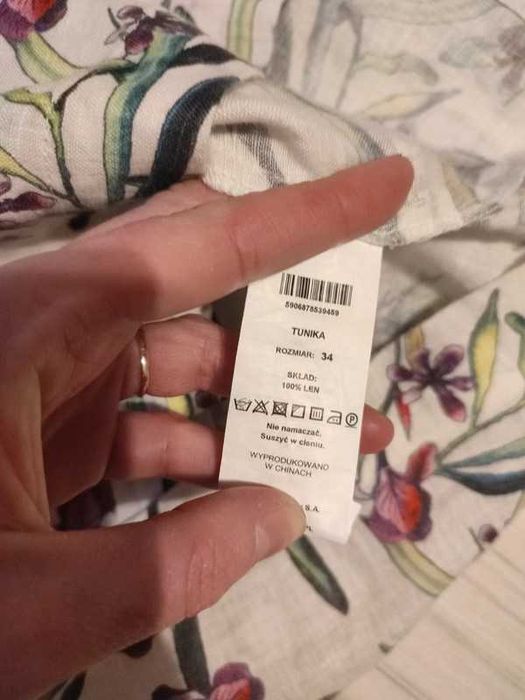 5906878539459
TUNIKA
ROZMIAR: 34
SKŁAD:
100% LEN
P
Nie namaczać.
Suszyć w cieniu.
WYPRODUKOWANO
W CHINACH
S.A.